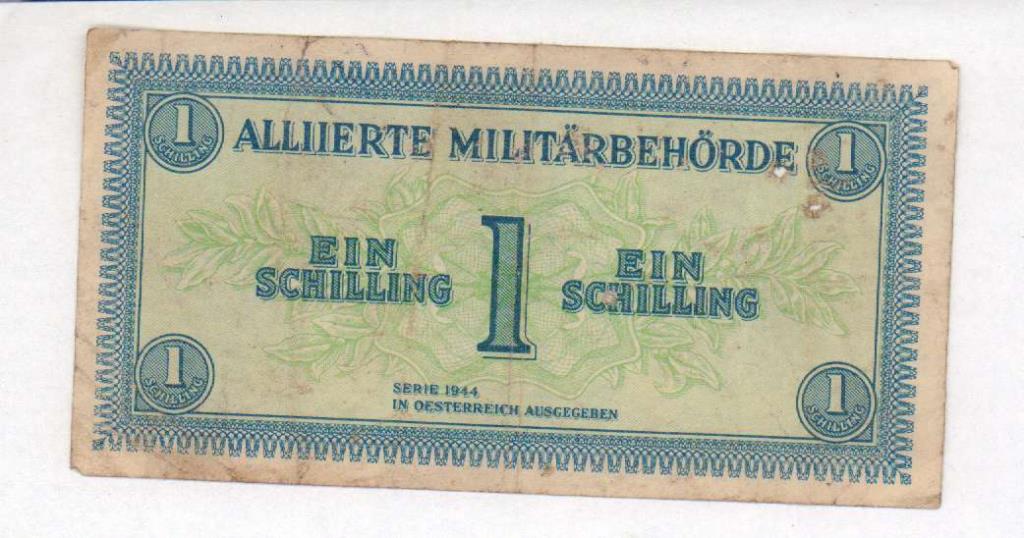 1 SCHILLING
ALLIIERTE MILITÄRBEHÖRDE
1 SCHILLING
EIN
SCHILLING
1
EIN
SCHILLING
1 SCHILLING
SERIE 1944
IN OESTERREICH AUSGEGEBEN
1 SCHILLING